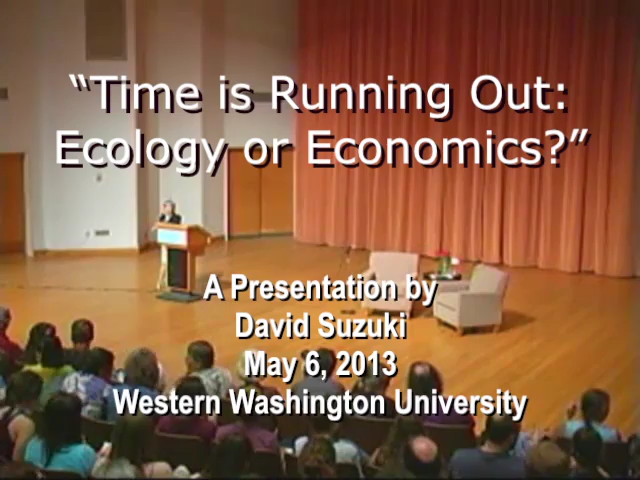 “Time is Running Out:
Ecology or Economics?”
A Presentation by
David Suzuki
May 6, 2013
Western Washington University